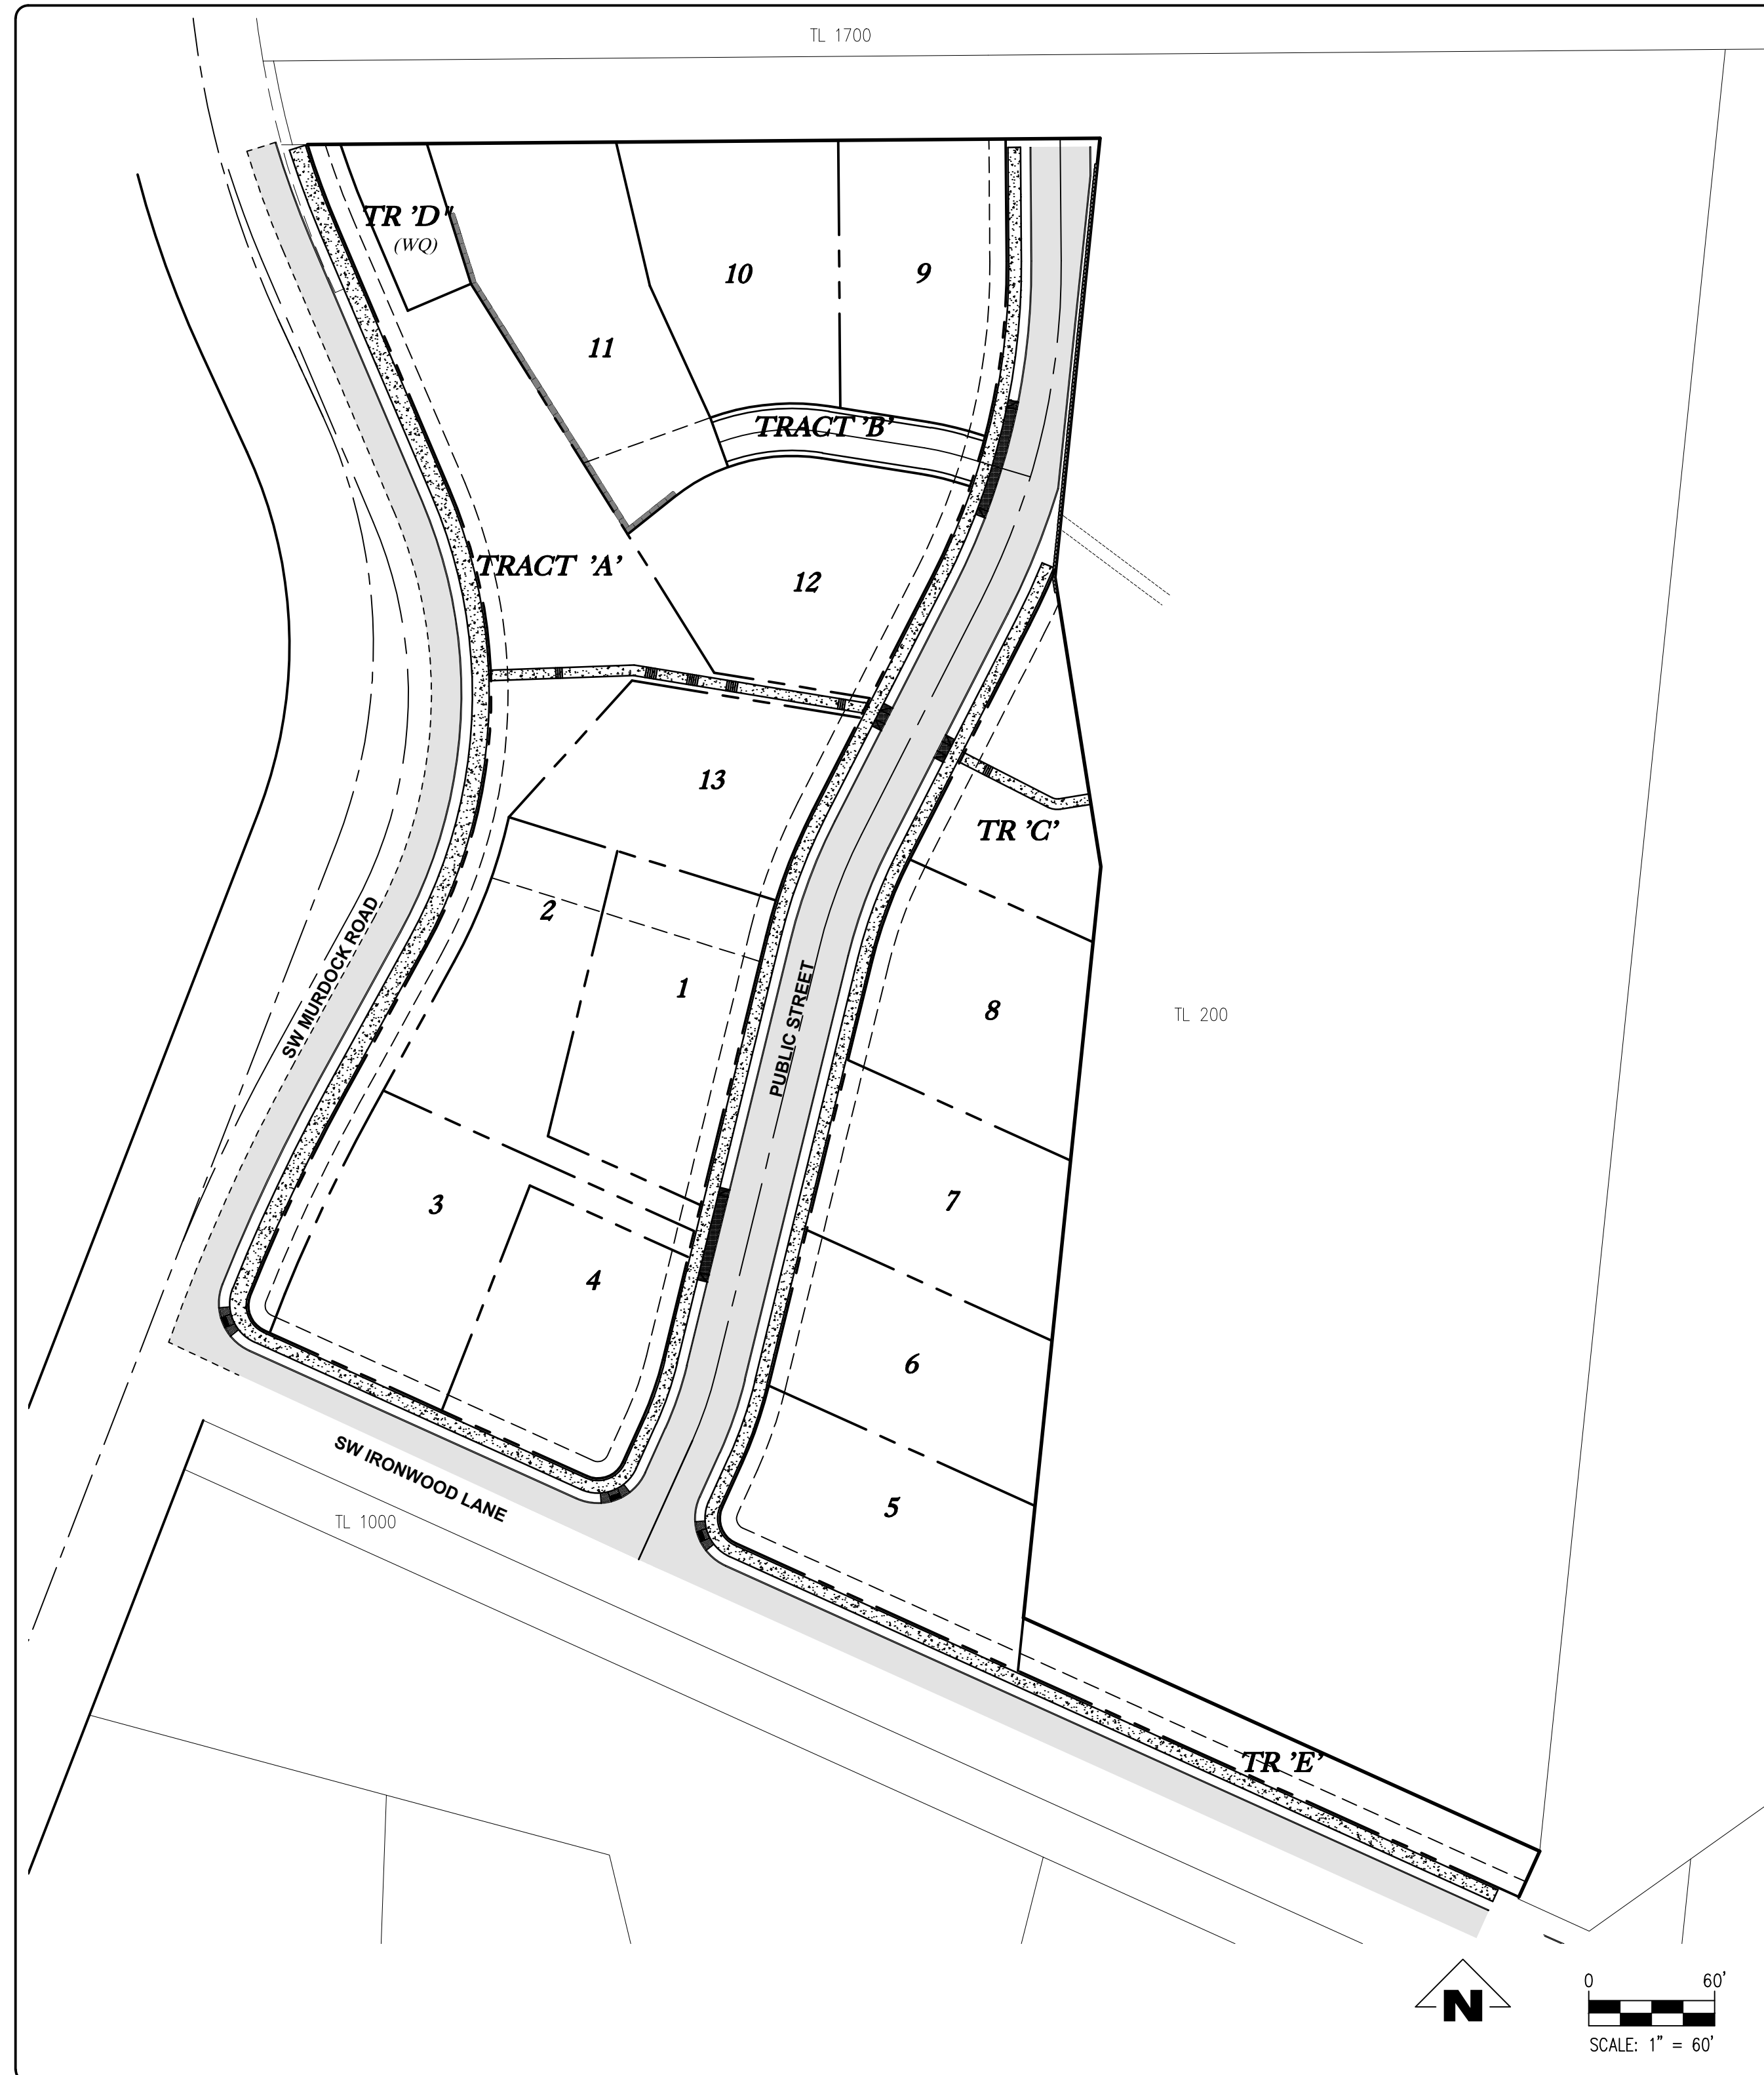 TL 1700
TR 'D"
(WQ)
10
9
11
TRACT 'B'
TRACT 'A'
12
13
TR 'C'
2
1
SW MURDOCK ROAD
PUBLIC STREET
8
TL 200
7
3
4
6
SW IRONWOOD LANE
5
TL 1000
TR 'E'
N
0 60'
SCALE: 1" = 60'